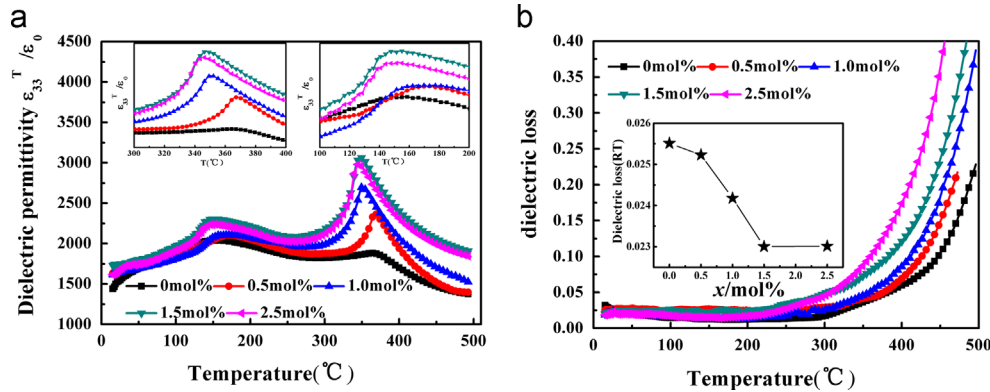 a
Dielectric permittivity ε33^T /ε0
4500
4000
3500
3000
2500
2000
1500
1000
0
100
200
300
400
500
Temperature(℃)
0mol%
0.5mol%
1.0mol%
1.5mol%
2.5mol%
ε33^T /ε0
300
320
340
360
380
400
T(℃)
ε33^T /ε0
100
120
140
160
180
200
T(℃)
b
dielectric loss
0.40
0.35
0.30
0.25
0.20
0.15
0.10
0.05
0.00
0
100
200
300
400
500
Temperature(℃)
0mol%
0.5mol%
1.0mol%
1.5mol%
2.5mol%
Dielectric loss(RT)
0.026
0.025
0.024
0.023
0.0
0.5
1.0
1.5
2.0
2.5
x/mol%